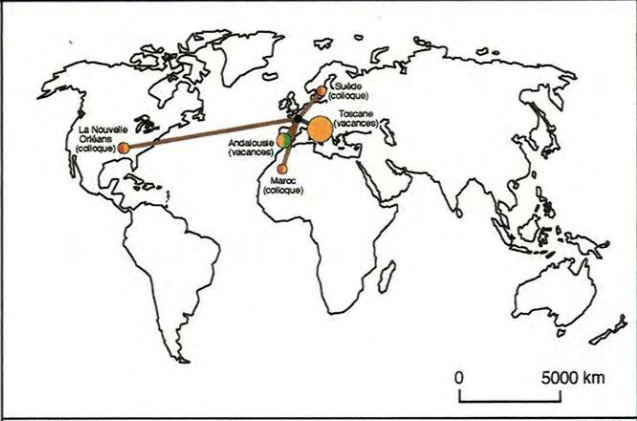 Suède
(colloque)
Toscane
(vacances)
La Nouvelle
Orléans
(colloque)
Andalousie
(vacances)
Maroc
(colloque)
0 5000 km